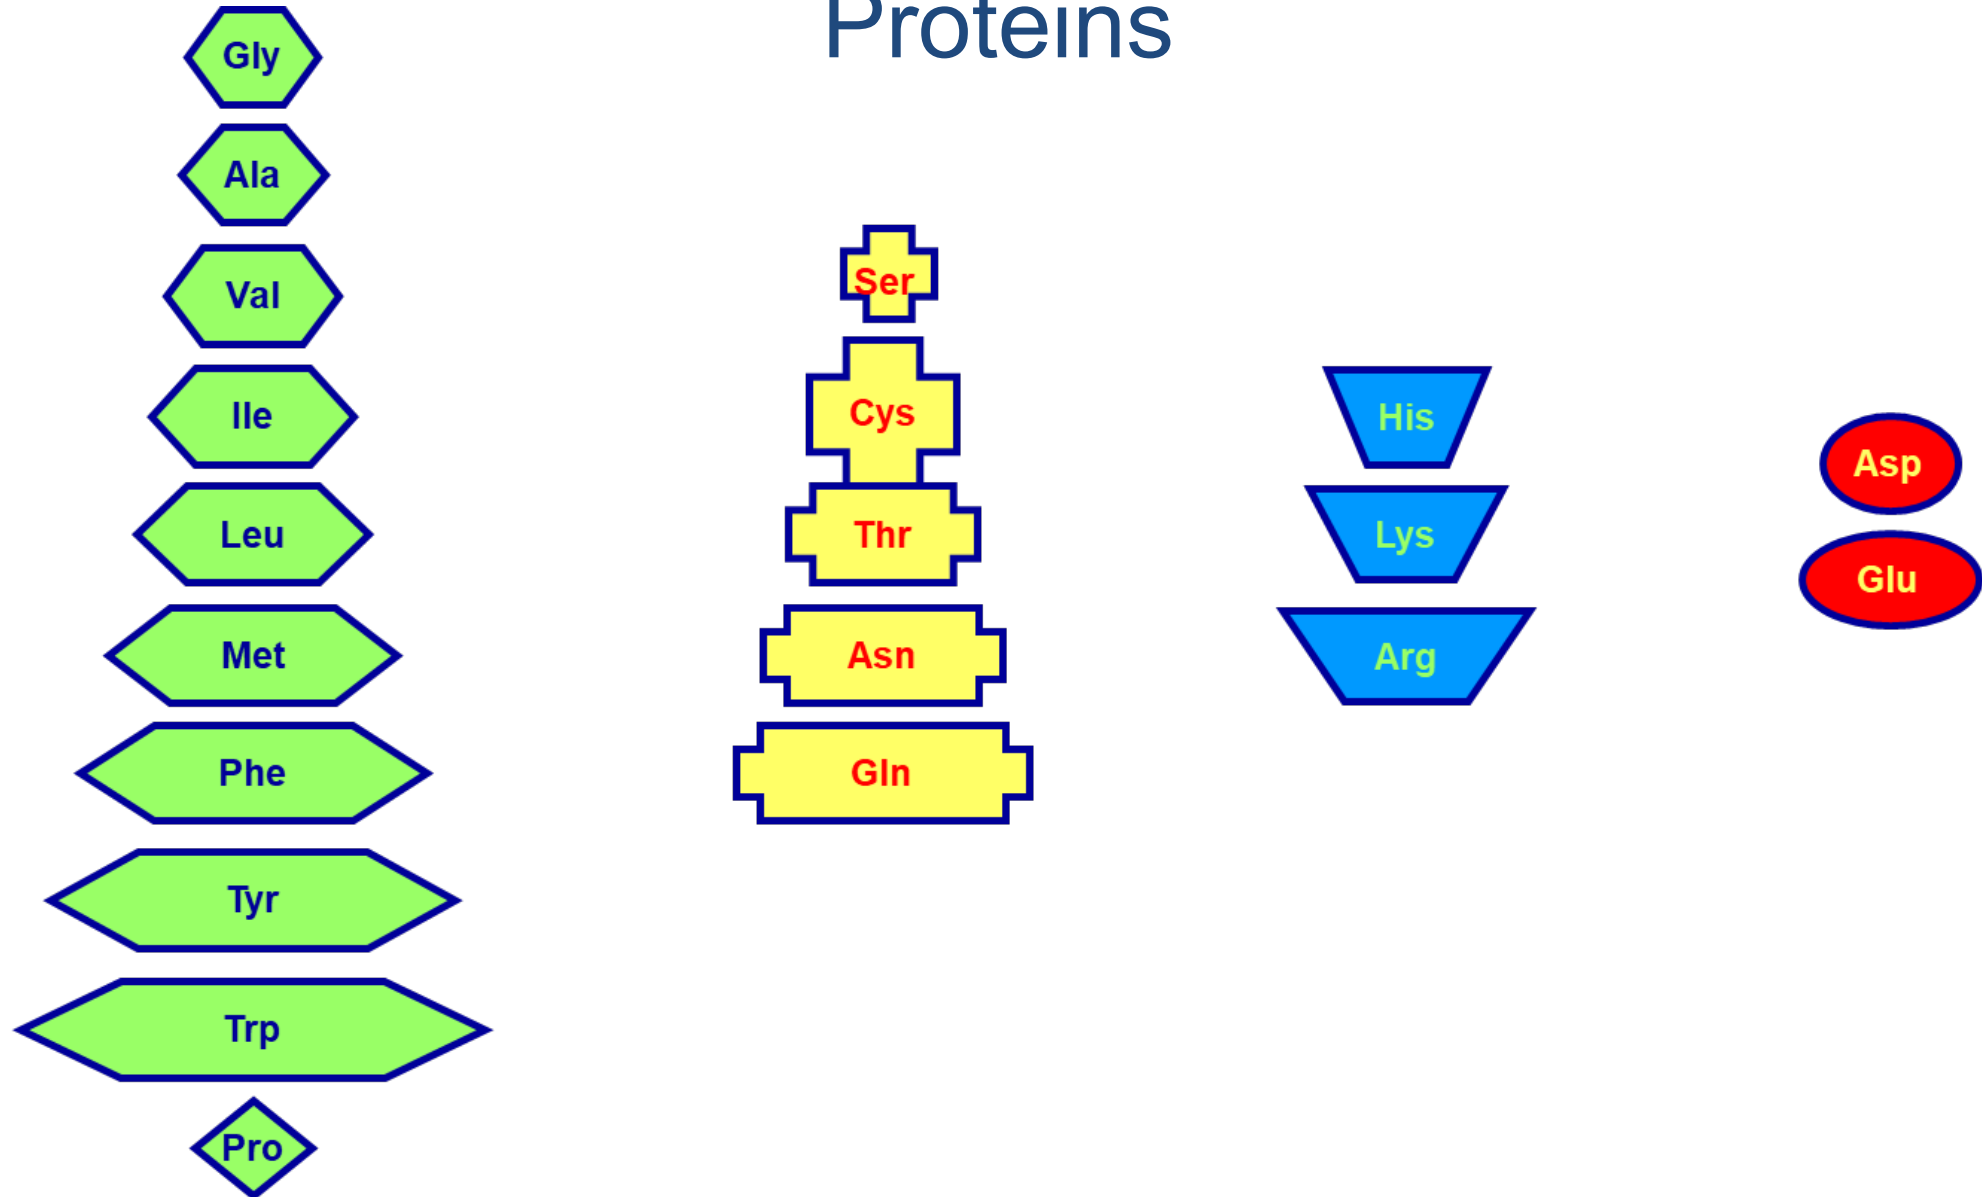 Proteins
Gly
Ala
Val
Ile
Leu
Met
Phe
Tyr
Trp
Pro
Ser
Cys
Thr
Asn
Gln
His
Lys
Arg
Asp
Glu